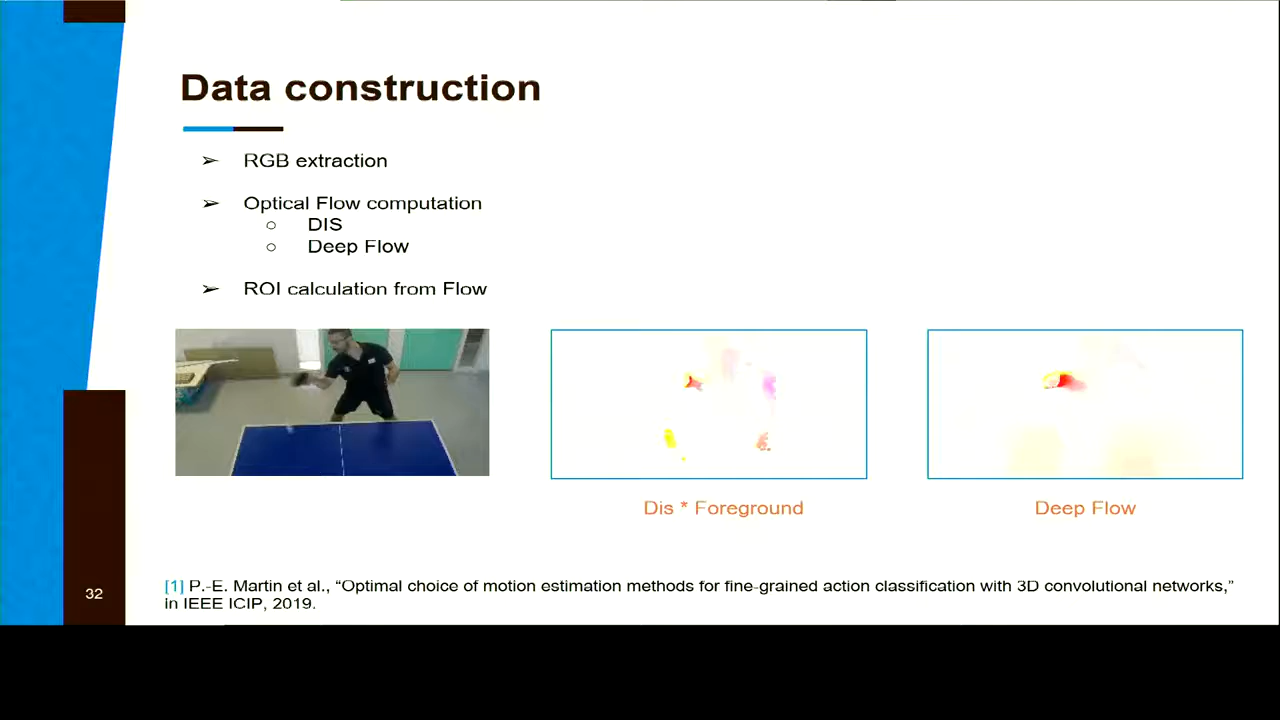 Data construction
➢ RGB extraction
➢ Optical Flow computation
○ DIS
○ Deep Flow
➢ ROI calculation from Flow
Dis * Foreground
Deep Flow
[1] P.-E. Martin et al., “Optimal choice of motion estimation methods for fine-grained action classification with 3D convolutional networks,”
in IEEE ICIP, 2019.
32